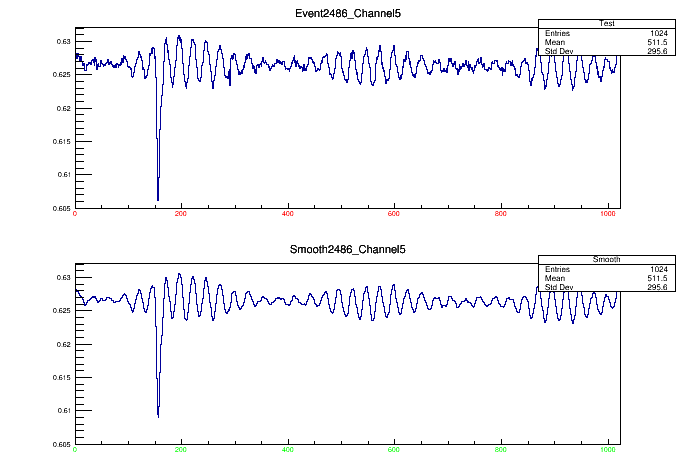 Event2486_Channel5
Test
Entries 1024
Mean 511.5
Std Dev 295.6
0.63
0.625
0.62
0.615
0.61
0.605
0 200 400 600 800 1000
Smooth2486_Channel5
Smooth
Entries 1024
Mean 511.5
Std Dev 295.6
0.63
0.625
0.62
0.615
0.61
0.605
0 200 400 600 800 1000